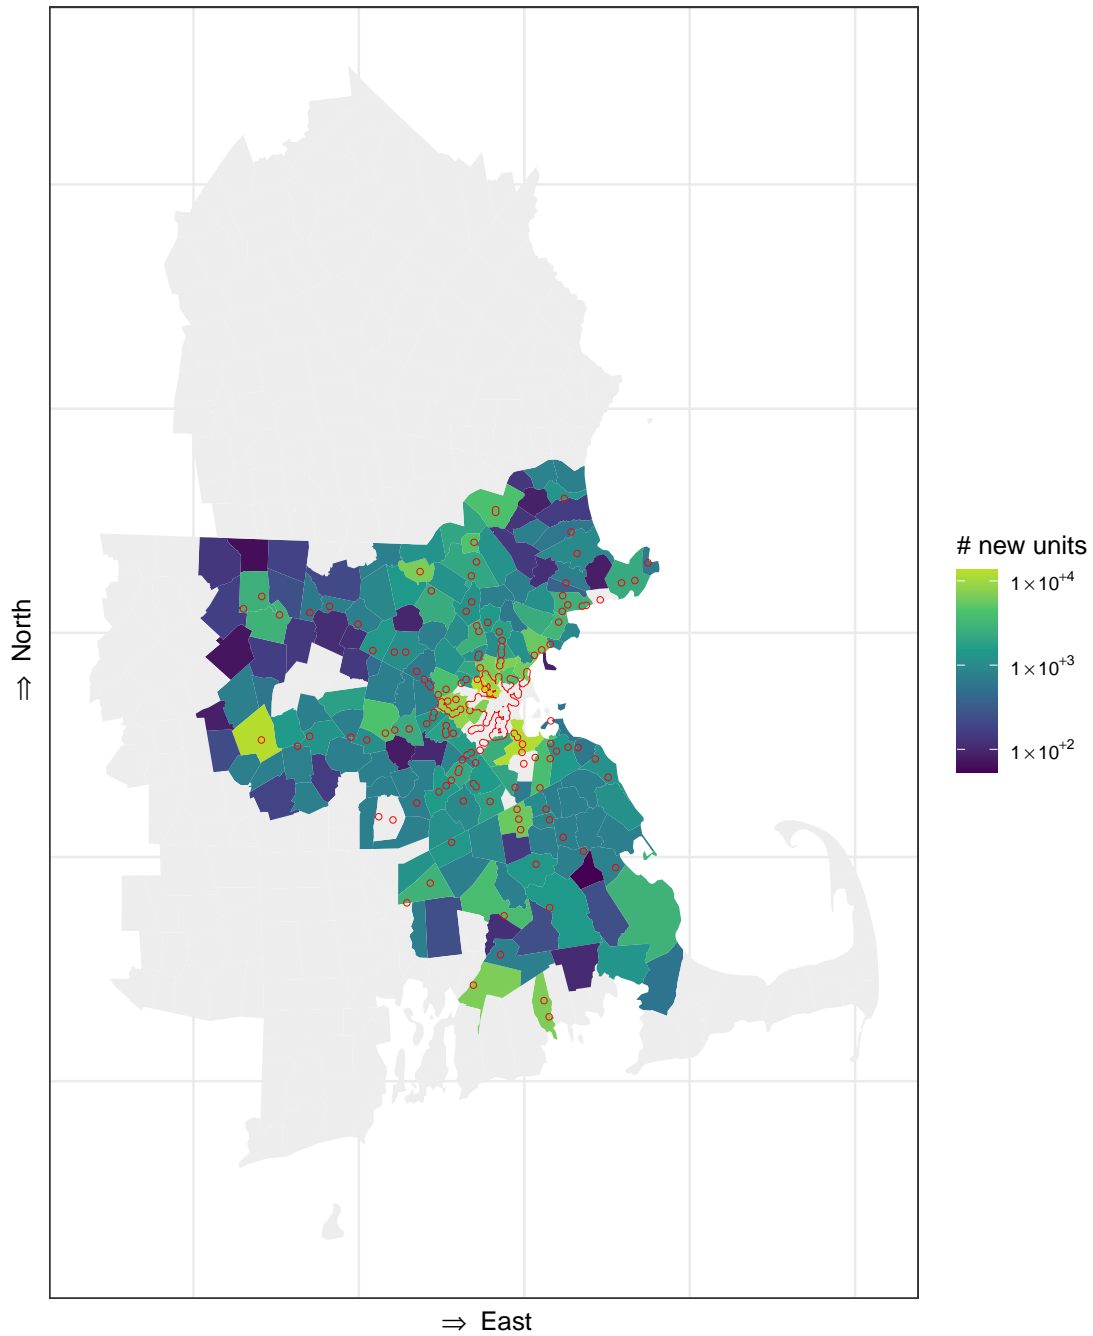 # new units
1×10⁺⁴
1×10⁺³
1×10⁺²
⇒ North
⇒ East